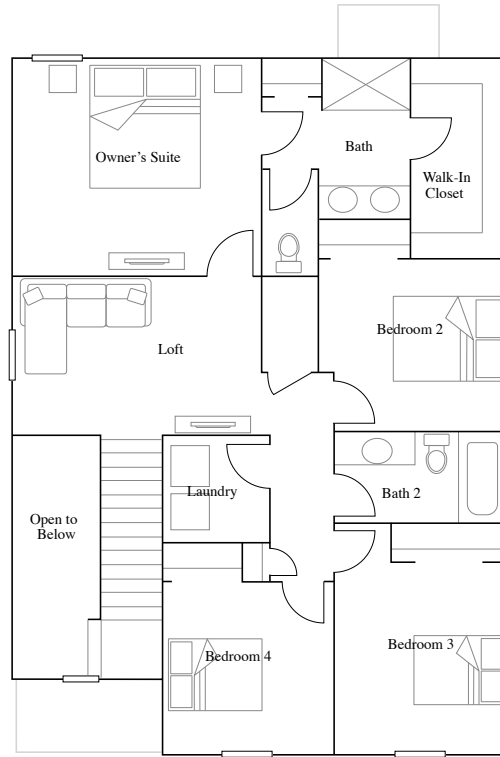 Owner's Suite
Bath
Walk-In
Closet
Bedroom 2
Loft
Laundry
Bath 2
Open to
Below
Bedroom 4
Bedroom 3